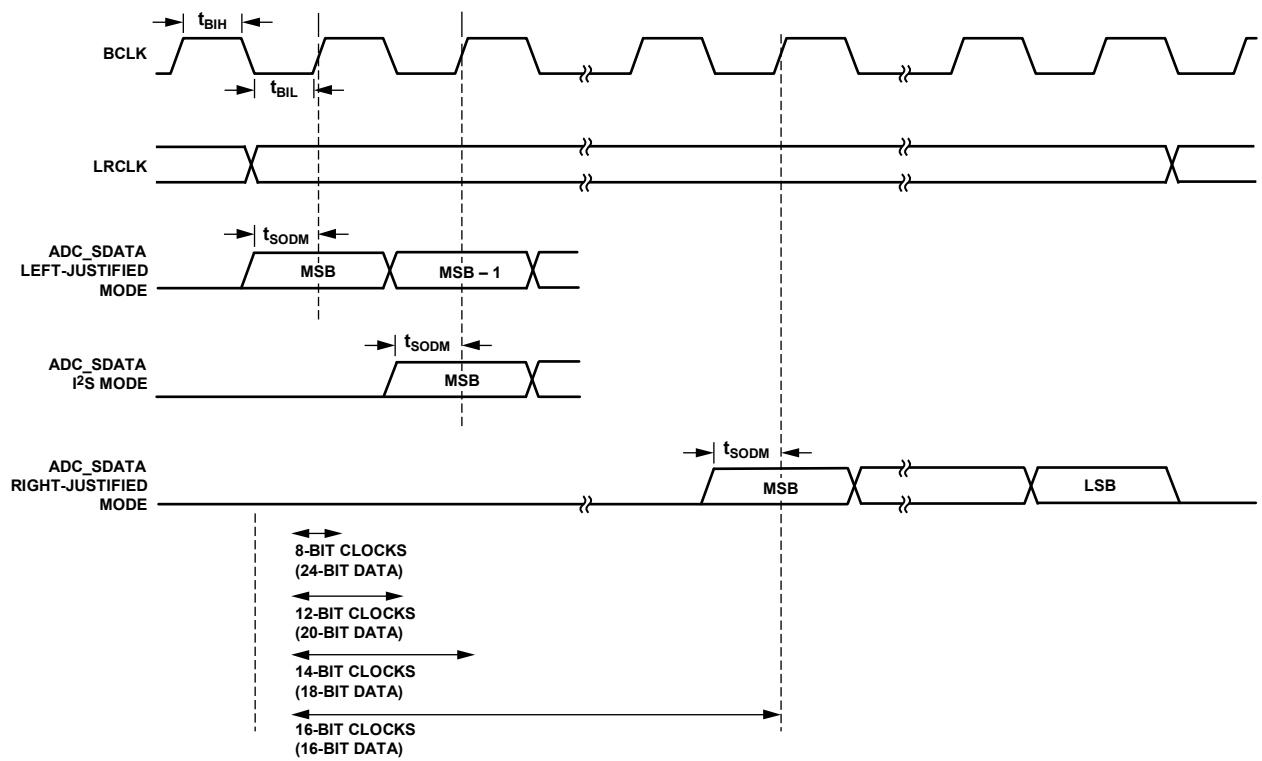 tBIH
BCLK
tBIL
LRCLK
tSODM
ADC_SDATA
LEFT-JUSTIFIED
MODE
MSB
MSB – 1
tSODM
ADC_SDATA
I2S MODE
MSB
tSODM
ADC_SDATA
RIGHT-JUSTIFIED
MODE
MSB
LSB
8-BIT CLOCKS
(24-BIT DATA)
12-BIT CLOCKS
(20-BIT DATA)
14-BIT CLOCKS
(18-BIT DATA)
16-BIT CLOCKS
(16-BIT DATA)